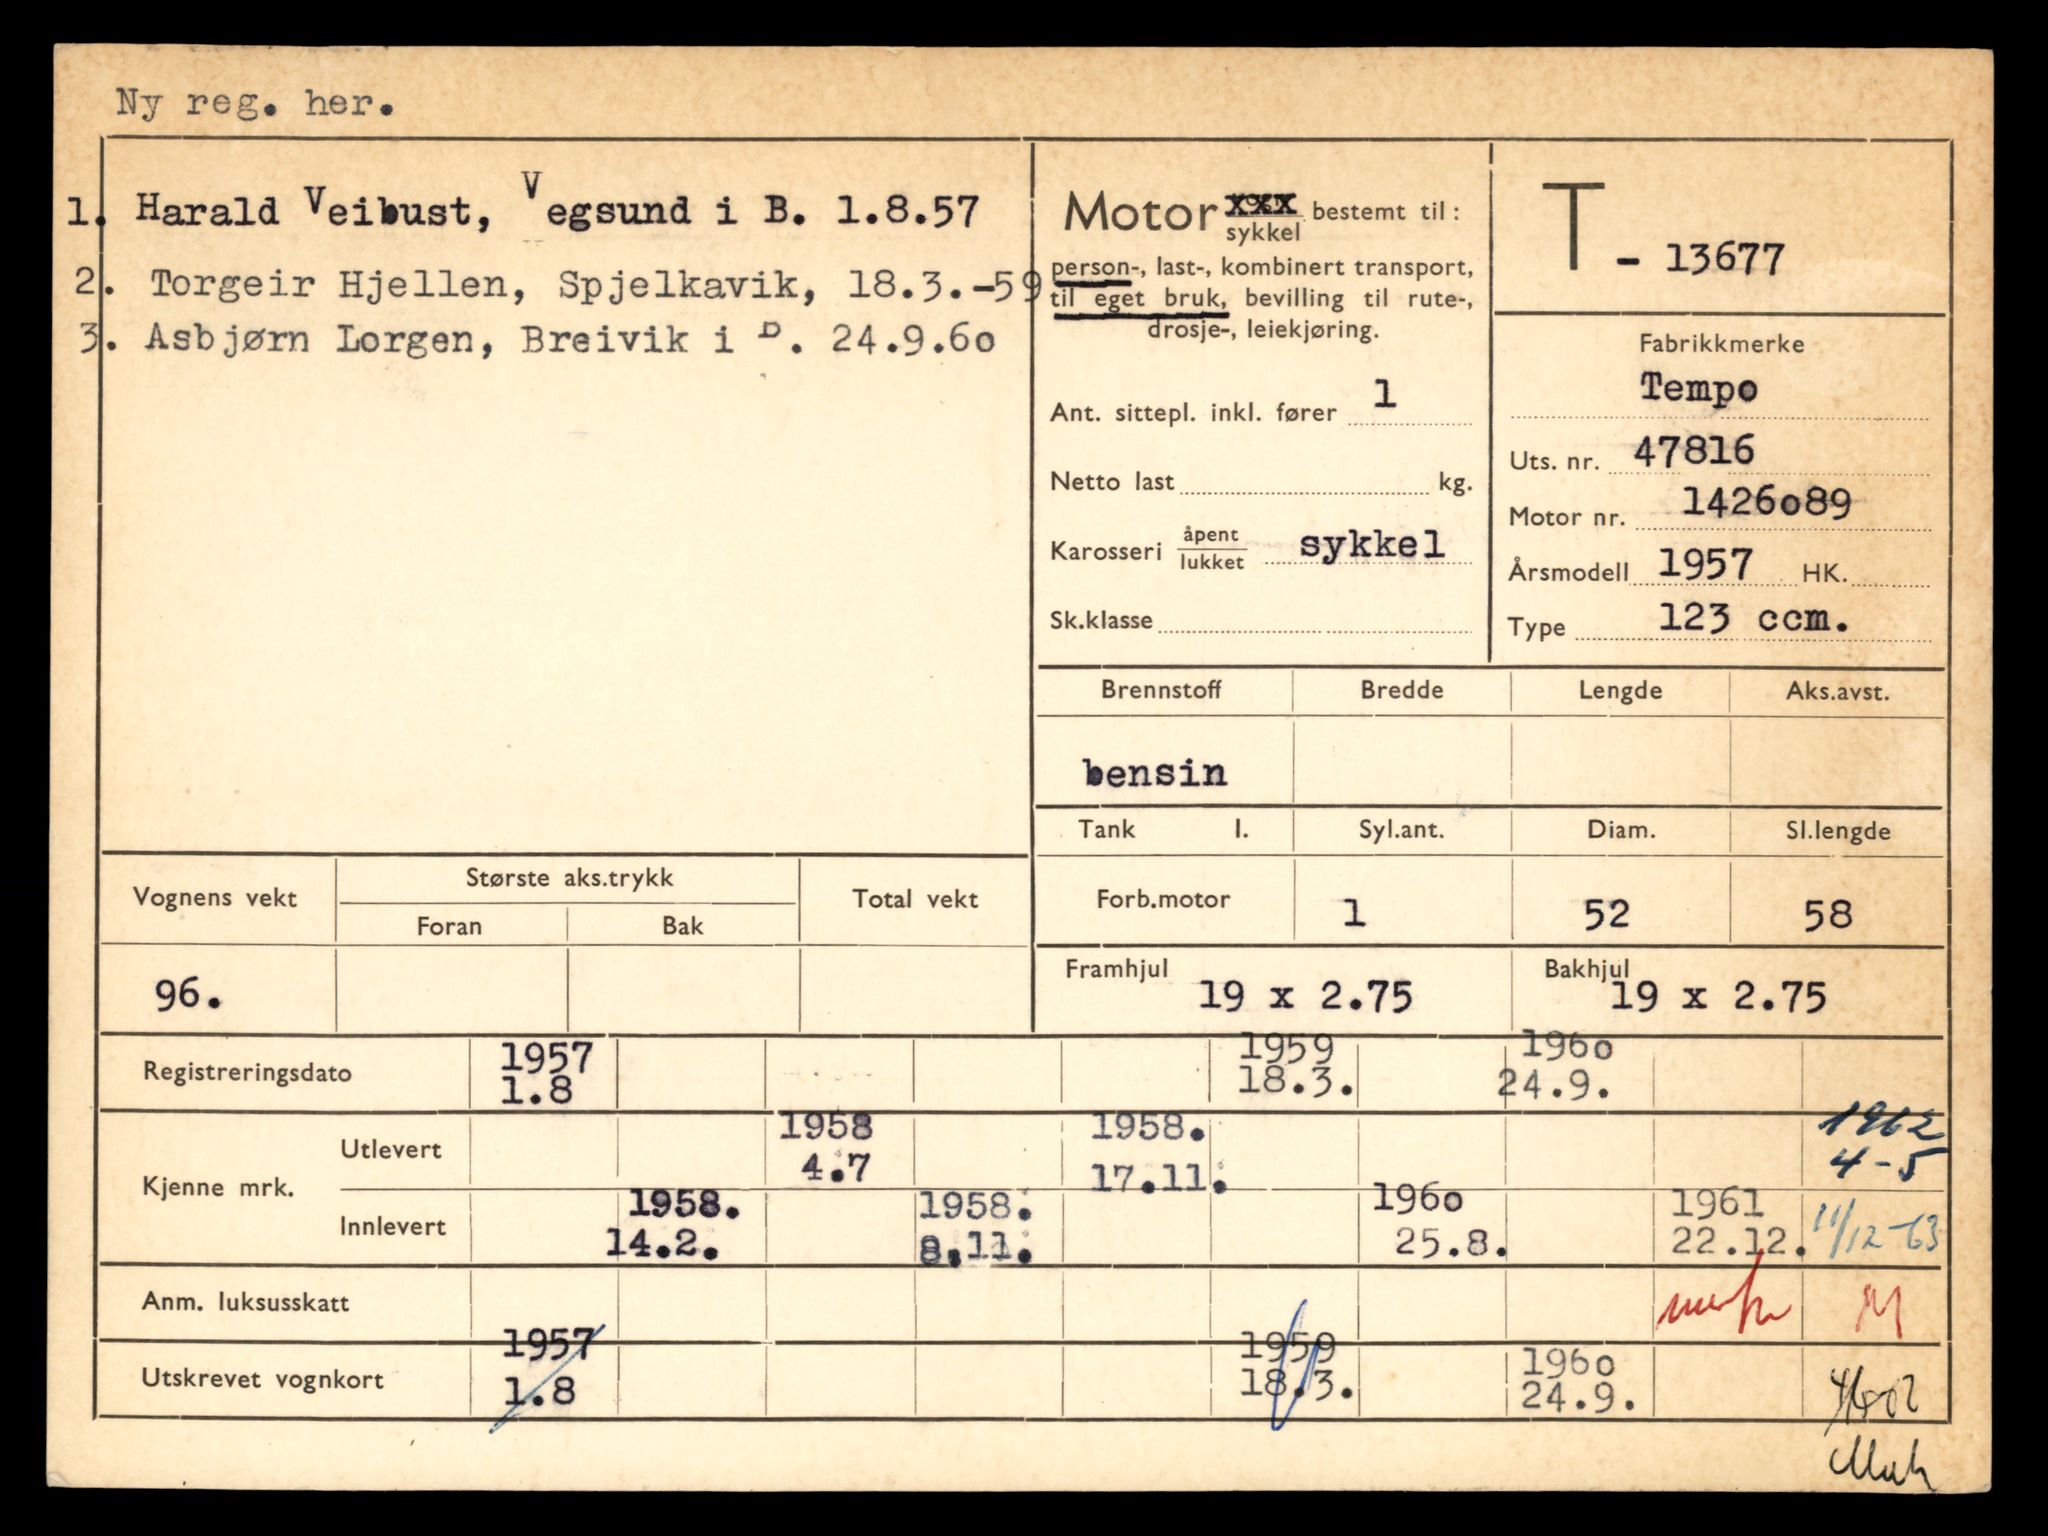 Ny reg. her.
1. Harald Veibust, Vegsund i B. 1.8.57
2. Torgeir Hjellen, Spjelkavik, 18.3.-59
3. Asbjørn Lorgen, Breivik i B. 24.9.60
Motor xxx sykkel bestemt til:
person-, last-, kombinert transport,
til eget bruk, bevilling til rute-,
drosje-, leiekjøring.
Ant. sittepl. inkl. fører 1
Netto last kg.
Karosseri åpent lukket sykkel
Sk.klasse
T - 13677
Fabrikkmerke
Tempo
Uts. nr. 47816
Motor nr. 1426089
Årsmodell 1957 HK.
Type 123 ccm.
Brennstoff Bredde Lengde Aks.avst.
bensin
Tank l. Syl.ant. Diam. Sl.lengde
Forb.motor 1 52 58
Framhjul 19 x 2.75 Bakhjul 19 x 2.75
Vognens vekt Største aks.trykk Total vekt
Foran Bak
96.
Registreringsdato 1957 1959 1960
1.8 18.3. 24.9.
Kjenne mrk.
Utlevert 1958 1958. 1962
4.7 17.11. 4-5
Innlevert 1958. 1958. 1960 1961 11/12-63
14.2. 8.11. 25.8. 22.12.
Anm. luksusskatt M
Utskrevet vognkort 1957 1959 1960
1.8 18.3. 24.9.